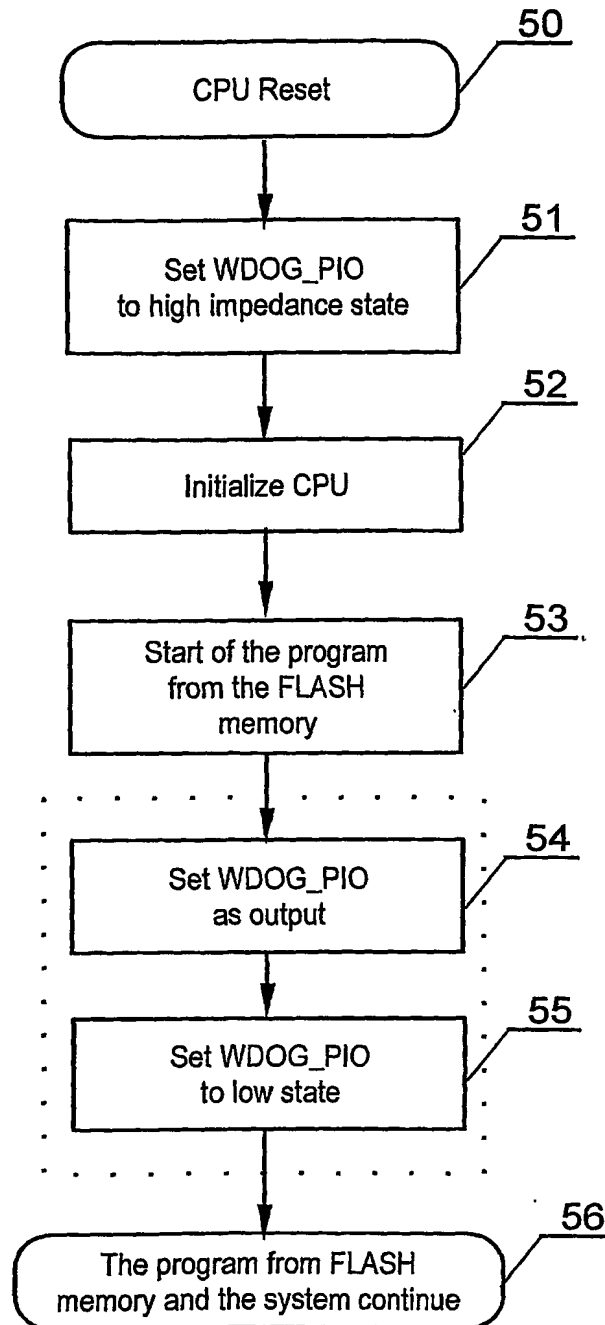 50
CPU Reset
51
Set WDOG_PIO
to high impedance state
52
Initialize CPU
53
Start of the program
from the FLASH
memory
54
Set WDOG_PIO
as output
55
Set WDOG_PIO
to low state
56
The program from FLASH
memory and the system continue